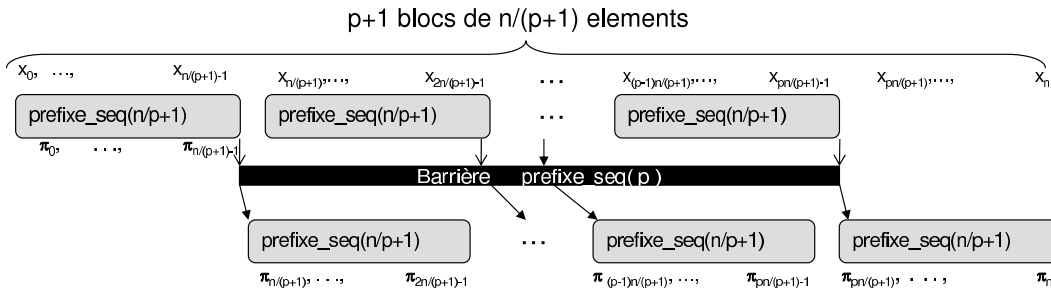 p+1 blocs de n/(p+1) elements
x0, ..., xn/(p+1)-1 xn/(p+1),..., x2n/(p+1)-1 ... x(p-1)n/(p+1),..., xpn/(p+1)-1 xpn/(p+1),..., xn
prefixe_seq(n/p+1) prefixe_seq(n/p+1) ... prefixe_seq(n/p+1)
π0, ..., πn/(p+1)-1
Barrière prefixe_seq( p )
prefixe_seq(n/p+1) ... prefixe_seq(n/p+1) prefixe_seq(n/p+1)
πn/(p+1), ..., π2n/(p+1)-1 π(p-1)n/(p+1), ..., πpn/(p+1)-1 πpn/(p+1), ..., πn